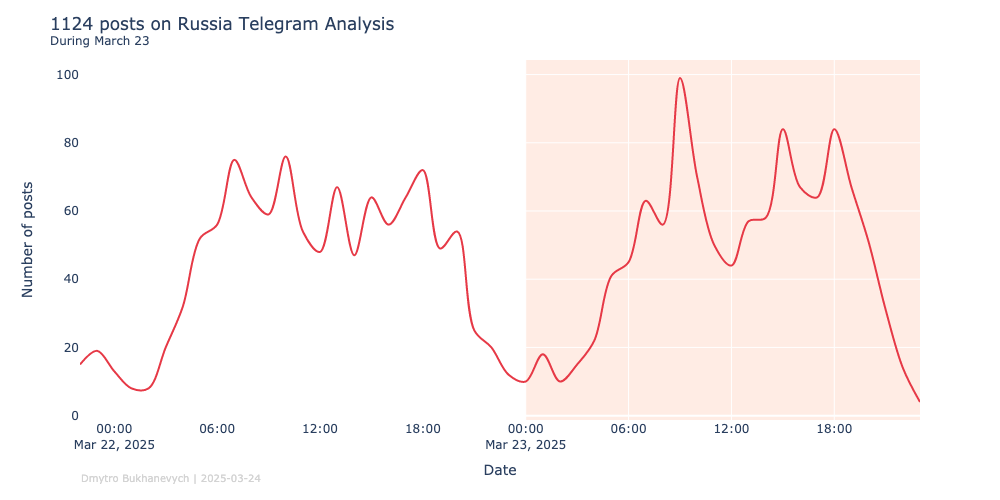 1124 posts on Russia Telegram Analysis
During March 23
100
80
60
40
20
0
Number of posts
00:00 06:00 12:00 18:00 00:00 06:00 12:00 18:00
Mar 22, 2025 Mar 23, 2025
Date
Dmytro Bukhanevych | 2025-03-24